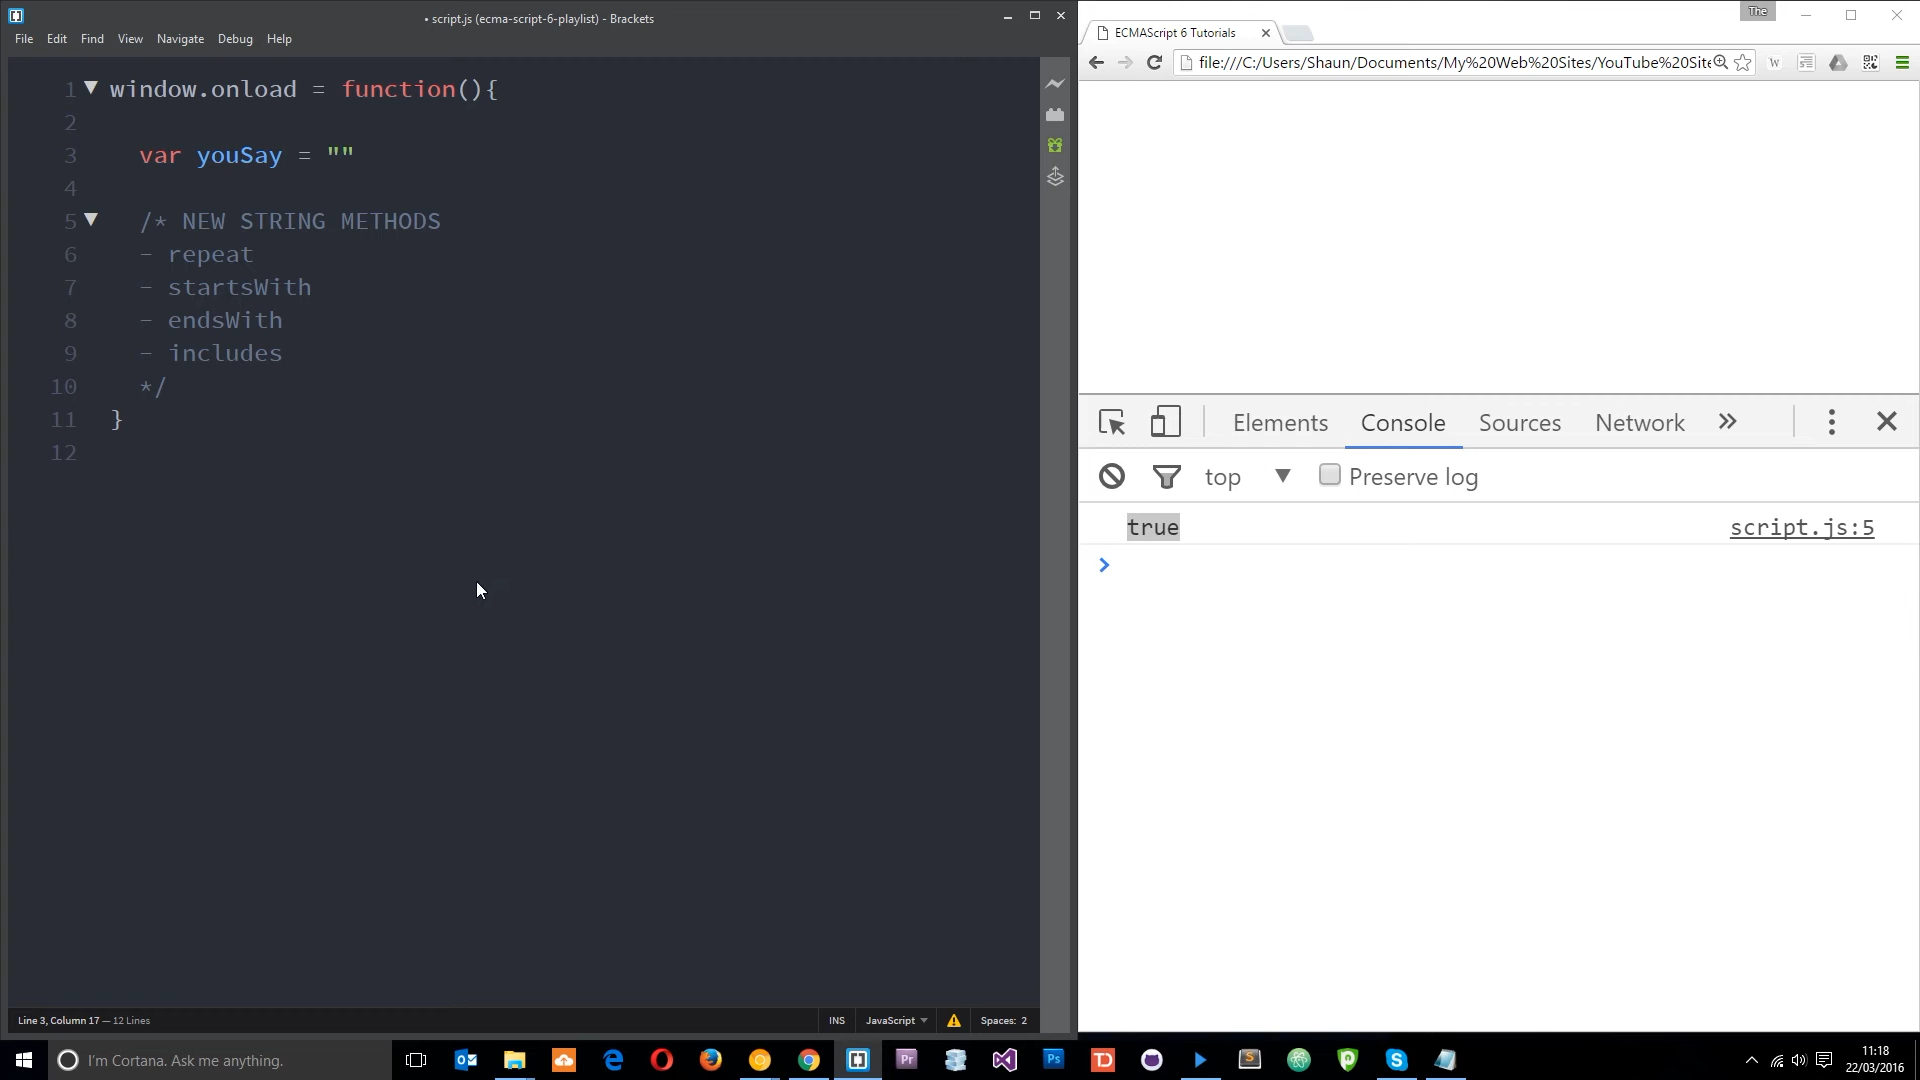 • script.js (ecma-script-6-playlist) - Brackets
File Edit Find View Navigate Debug Help
1 window.onload = function(){
2
3 var youSay = ""
4
5 /* NEW STRING METHODS
6 - repeat
7 - startsWith
8 - endsWith
9 - includes
10 */
11 }
12
Line 3, Column 17 — 12 Lines
INS JavaScript Spaces: 2
The
ECMAScript 6 Tutorials
file:///C:/Users/Shaun/Documents/My%20Web%20Sites/YouTube%20Site
Elements Console Sources Network
top Preserve log
true script.js:5
I'm Cortana. Ask me anything.
Pr
Ps
TD
11:18
22/03/2016